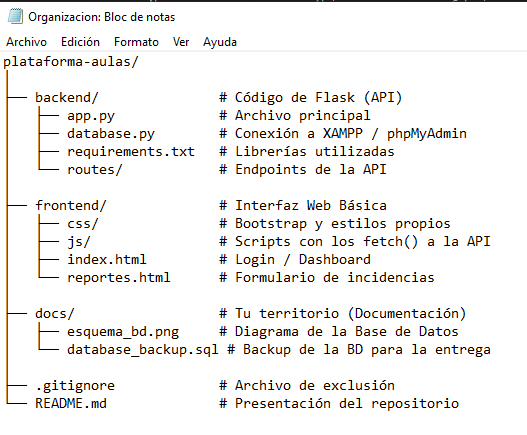 Organizacion: Bloc de notas
Archivo Edición Formato Ver Ayuda
plataforma-aulas/
│
├── backend/ # Código de Flask (API)
│   ├── app.py # Archivo principal
│   ├── database.py # Conexión a XAMPP / phpMyAdmin
│   ├── requirements.txt # Librerías utilizadas
│   └── routes/ # Endpoints de la API
│
├── frontend/ # Interfaz Web Básica
│   ├── css/ # Bootstrap y estilos propios
│   ├── js/ # Scripts con los fetch() a la API
│   ├── index.html # Login / Dashboard
│   └── reportes.html # Formulario de incidencias
│
├── docs/ # Tu territorio (Documentación)
│   ├── esquema_bd.png # Diagrama de la Base de Datos
│   └── database_backup.sql # Backup de la BD para la entrega
│
├── .gitignore # Archivo de exclusión
└── README.md # Presentación del repositorio